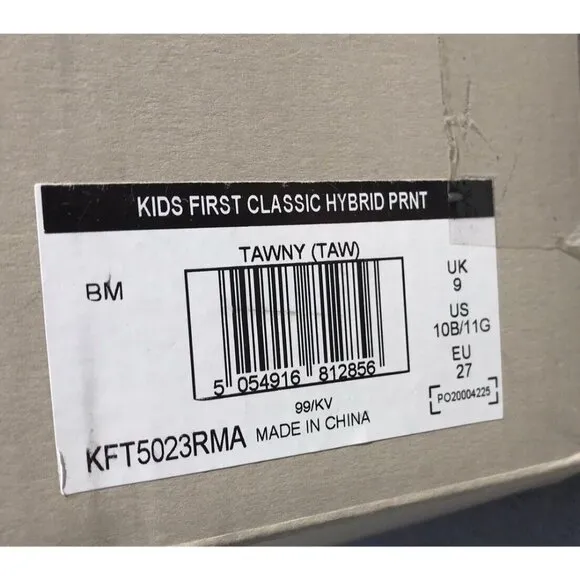 KIDS FIRST CLASSIC HYBRID PRNT
TAWNY (TAW)
BM
5 054916 812856
UK
9
US
10B/11G
EU
27
PO20004225
99/KV
KFT5023RMA MADE IN CHINA